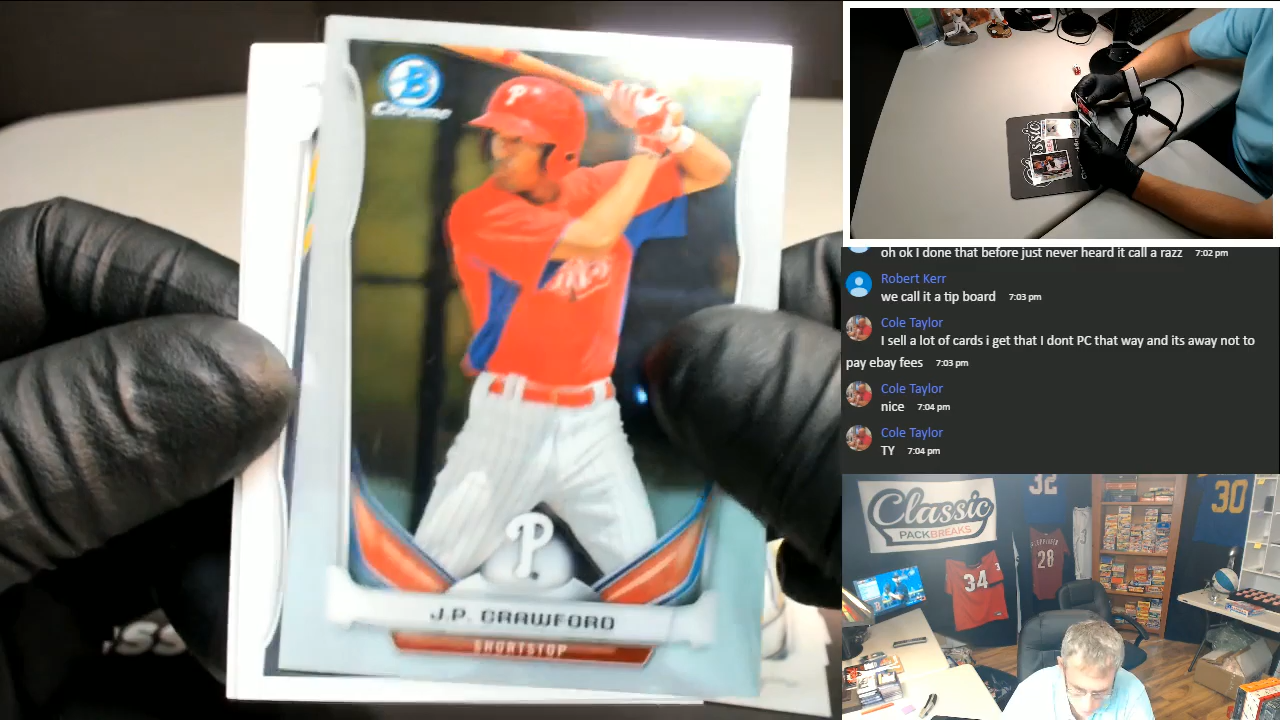 B
Chrome
P
P
J.P. CRAWFORD
SHORTSTOP
oh ok I done that before just never heard it call a razz 7:02 pm
Robert Kerr
we call it a tip board 7:03 pm
Cole Taylor
I sell a lot of cards i get that I dont PC that way and its away not to
pay ebay fees 7:03 pm
Cole Taylor
nice 7:04 pm
Cole Taylor
TY 7:04 pm
Classic
PACKBREAKS
32
30
28
34